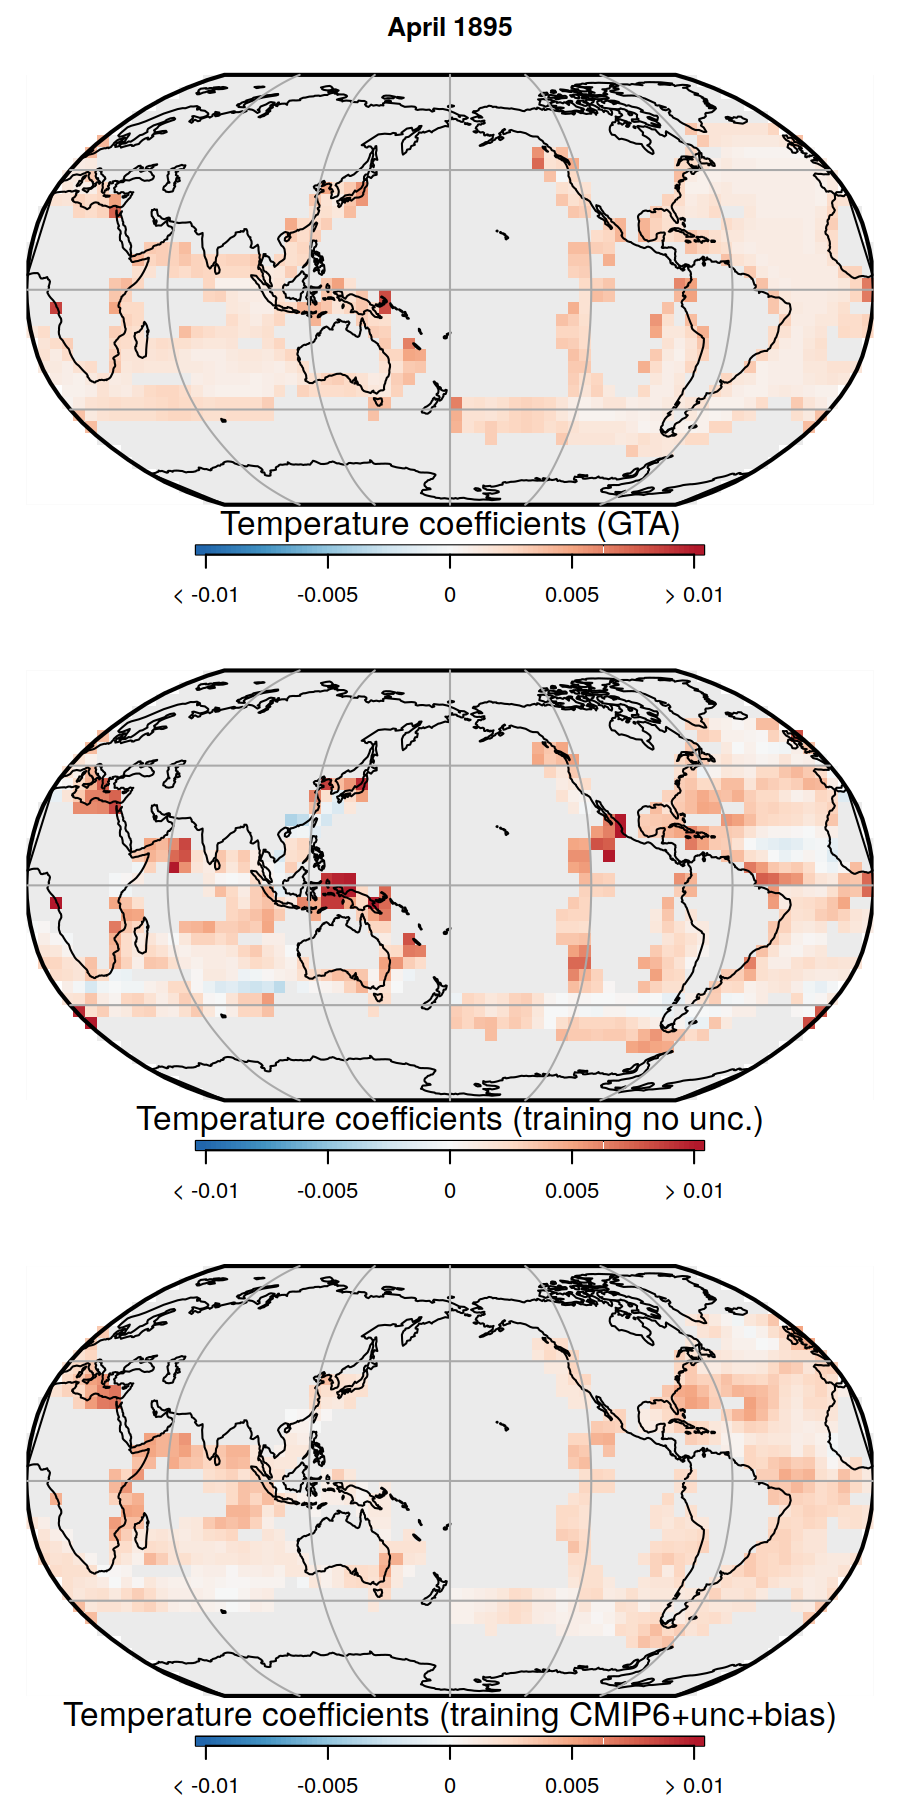 April 1895
Temperature coefficients (GTA)
< -0.01 -0.005 0 0.005 > 0.01
Temperature coefficients (training no unc.)
< -0.01 -0.005 0 0.005 > 0.01
Temperature coefficients (training CMIP6+unc+bias)
< -0.01 -0.005 0 0.005 > 0.01